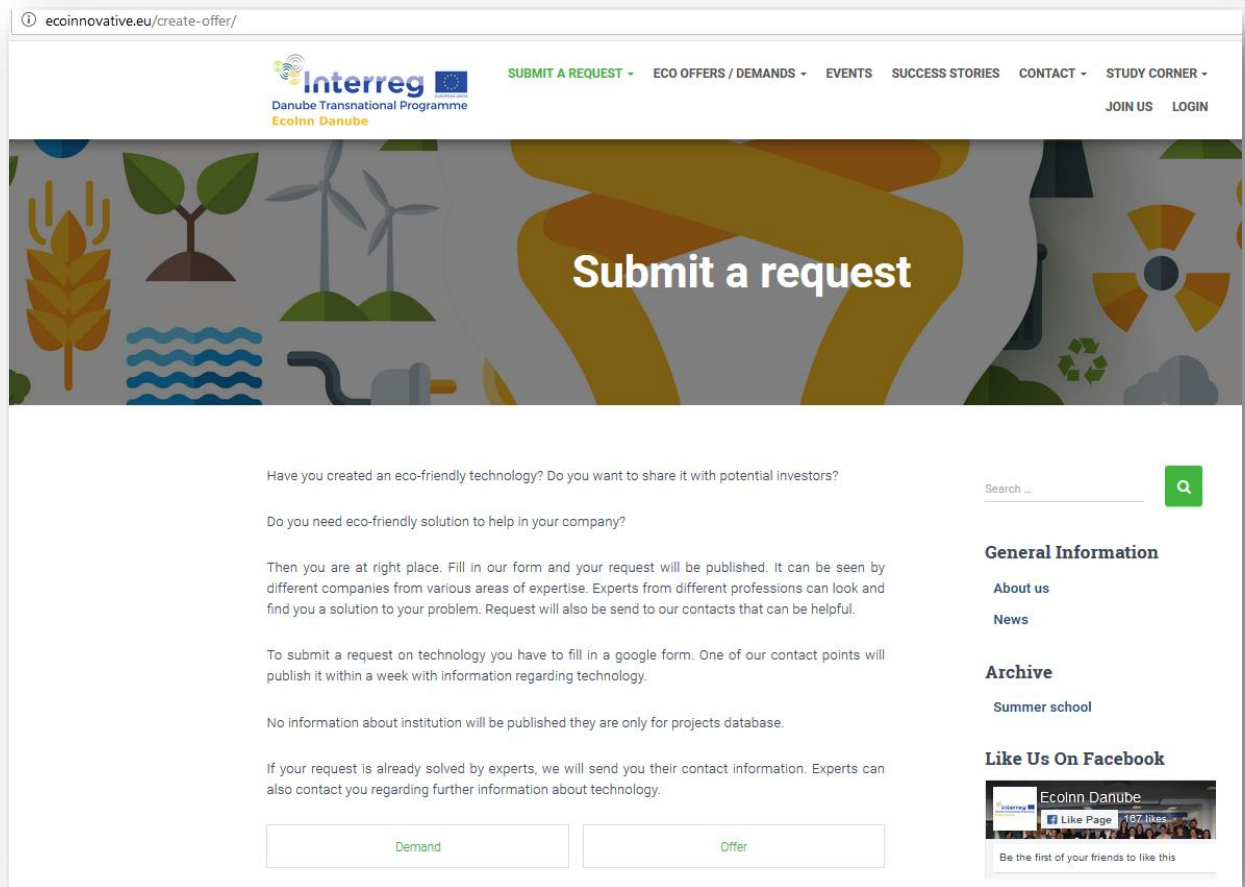 ecoinnovative.eu/create-offer/
Interreg
EUROPEAN UNION
Danube Transnational Programme
EcoInn Danube
SUBMIT A REQUEST
ECO OFFERS / DEMANDS
EVENTS
SUCCESS STORIES
CONTACT
STUDY CORNER
JOIN US
LOGIN
Submit a request
Have you created an eco-friendly technology? Do you want to share it with potential investors?
Do you need eco-friendly solution to help in your company?
Then you are at right place. Fill in our form and your request will be published. It can be seen by
different companies from various areas of expertise. Experts from different professions can look and
find you a solution to your problem. Request will also be send to our contacts that can be helpful.
To submit a request on technology you have to fill in a google form. One of our contact points will
publish it within a week with information regarding technology.
No information about institution will be published they are only for projects database.
If your request is already solved by experts, we will send you their contact information. Experts can
also contact you regarding further information about technology.
Demand
Offer
Search ...
General Information
About us
News
Archive
Summer school
Like Us On Facebook
Interreg
EcoInn Danube
Like Page
167 likes
Be the first of your friends to like this